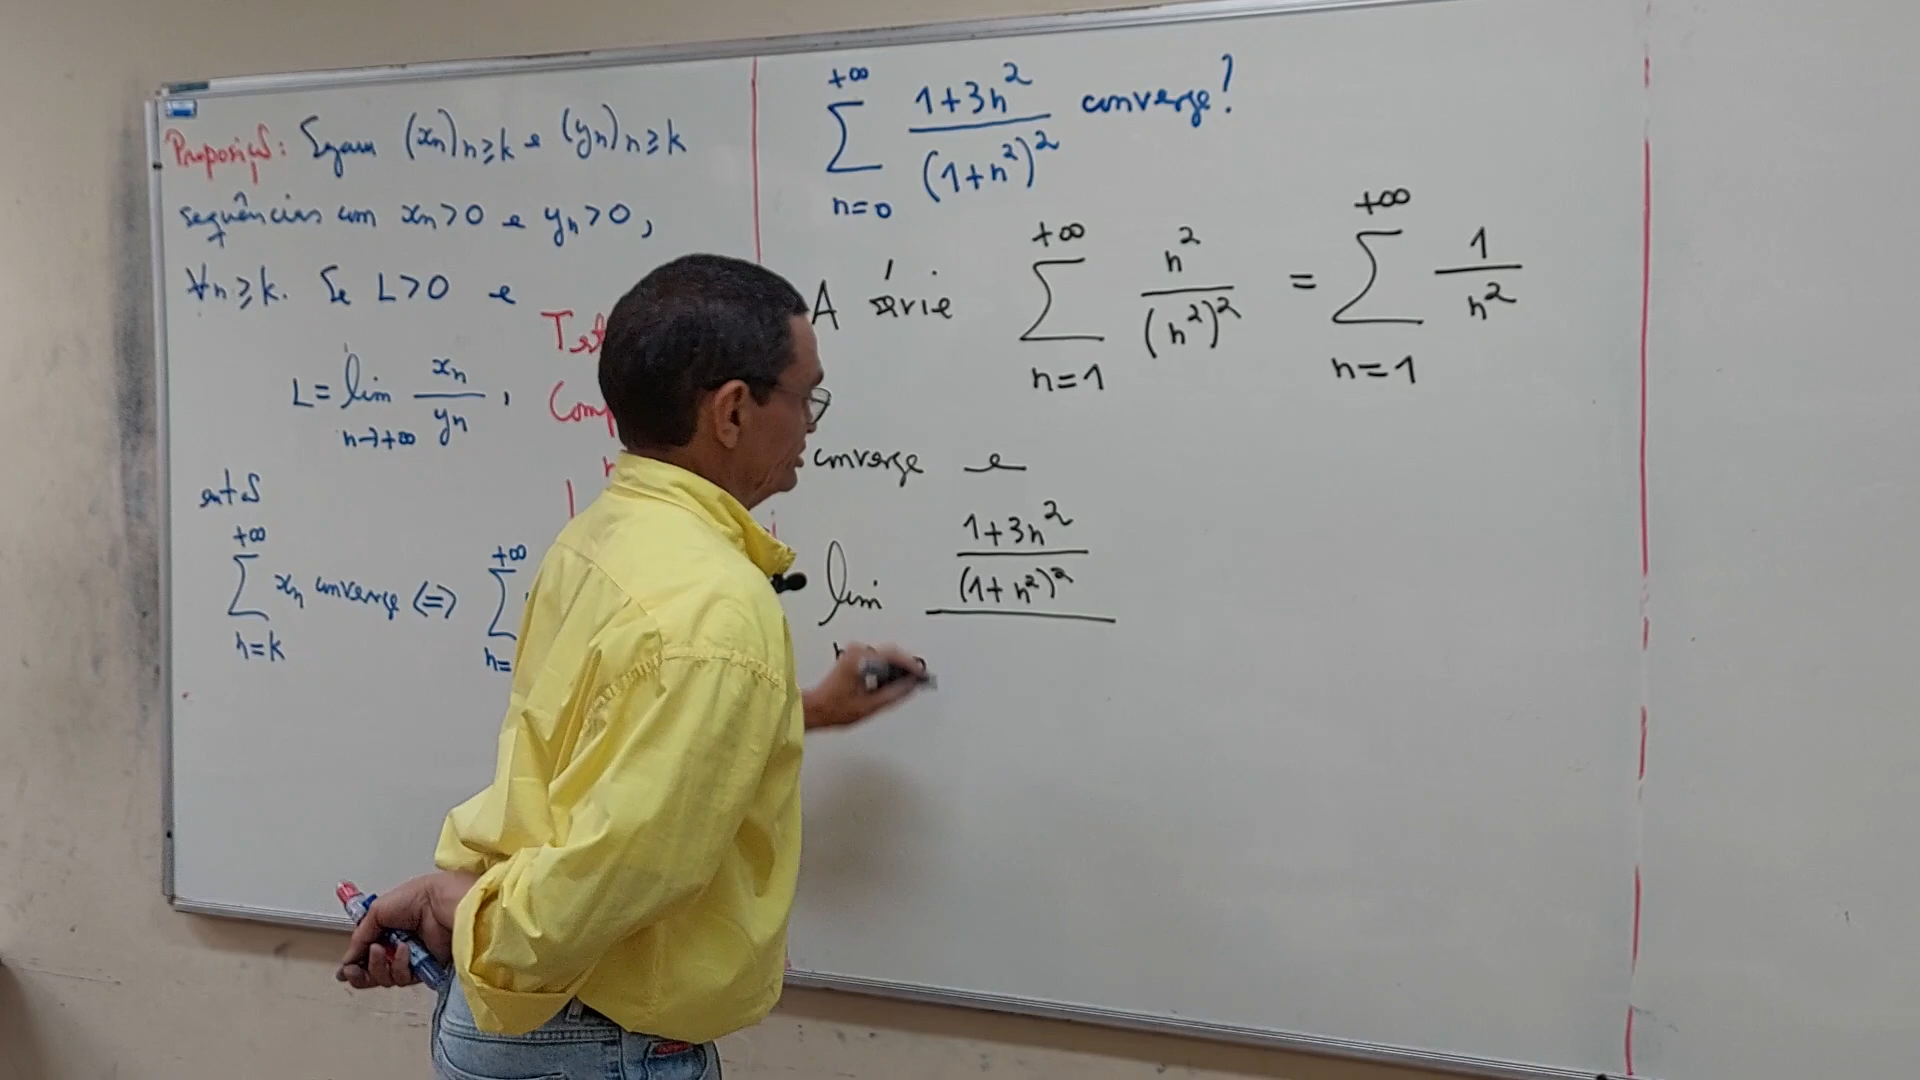 Proposição: Sejam (xₙ)ₙ≥k e (yₙ)ₙ≥k
sequências com xₙ>0 e yₙ>0,
∀n≥k. Se L>0 e
L = lim n→+∞ xₙ/yₙ ,
então
+∞ ∑ n=k xₙ converge ⟺ +∞ ∑ n=
+∞ ∑ n=0 (1+3n²)/(1+n²)² converge?
A série +∞ ∑ n=1 n²/(n²)² = +∞ ∑ n=1 1/n²
converge e
lim (1+3n²)/(1+n²)²